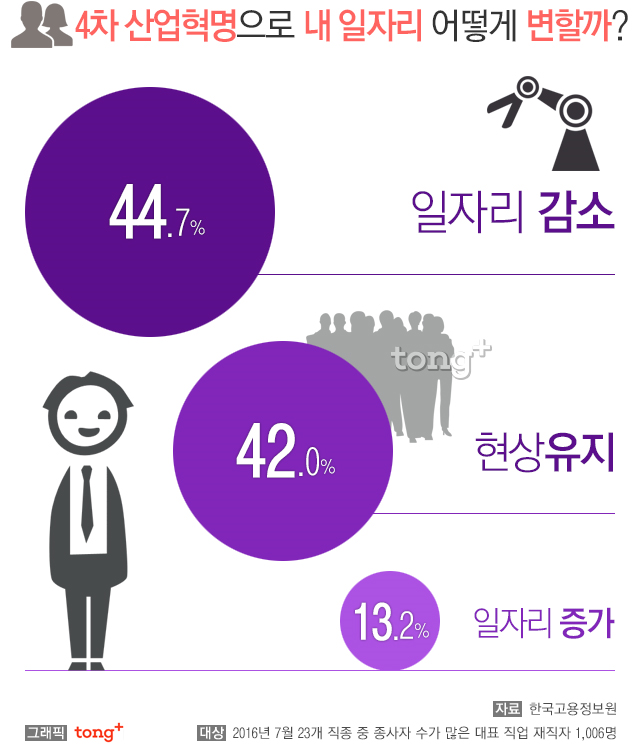 4차 산업혁명으로 내 일자리 어떻게 변할까?
44.7%
일자리 감소
tong+
42.0%
현상유지
13.2%
일자리 증가
자료 한국고용정보원
그래픽 tong+ 대상 2016년 7월 23개 직종 중 종사자 수가 많은 대표 직업 재직자 1,006명